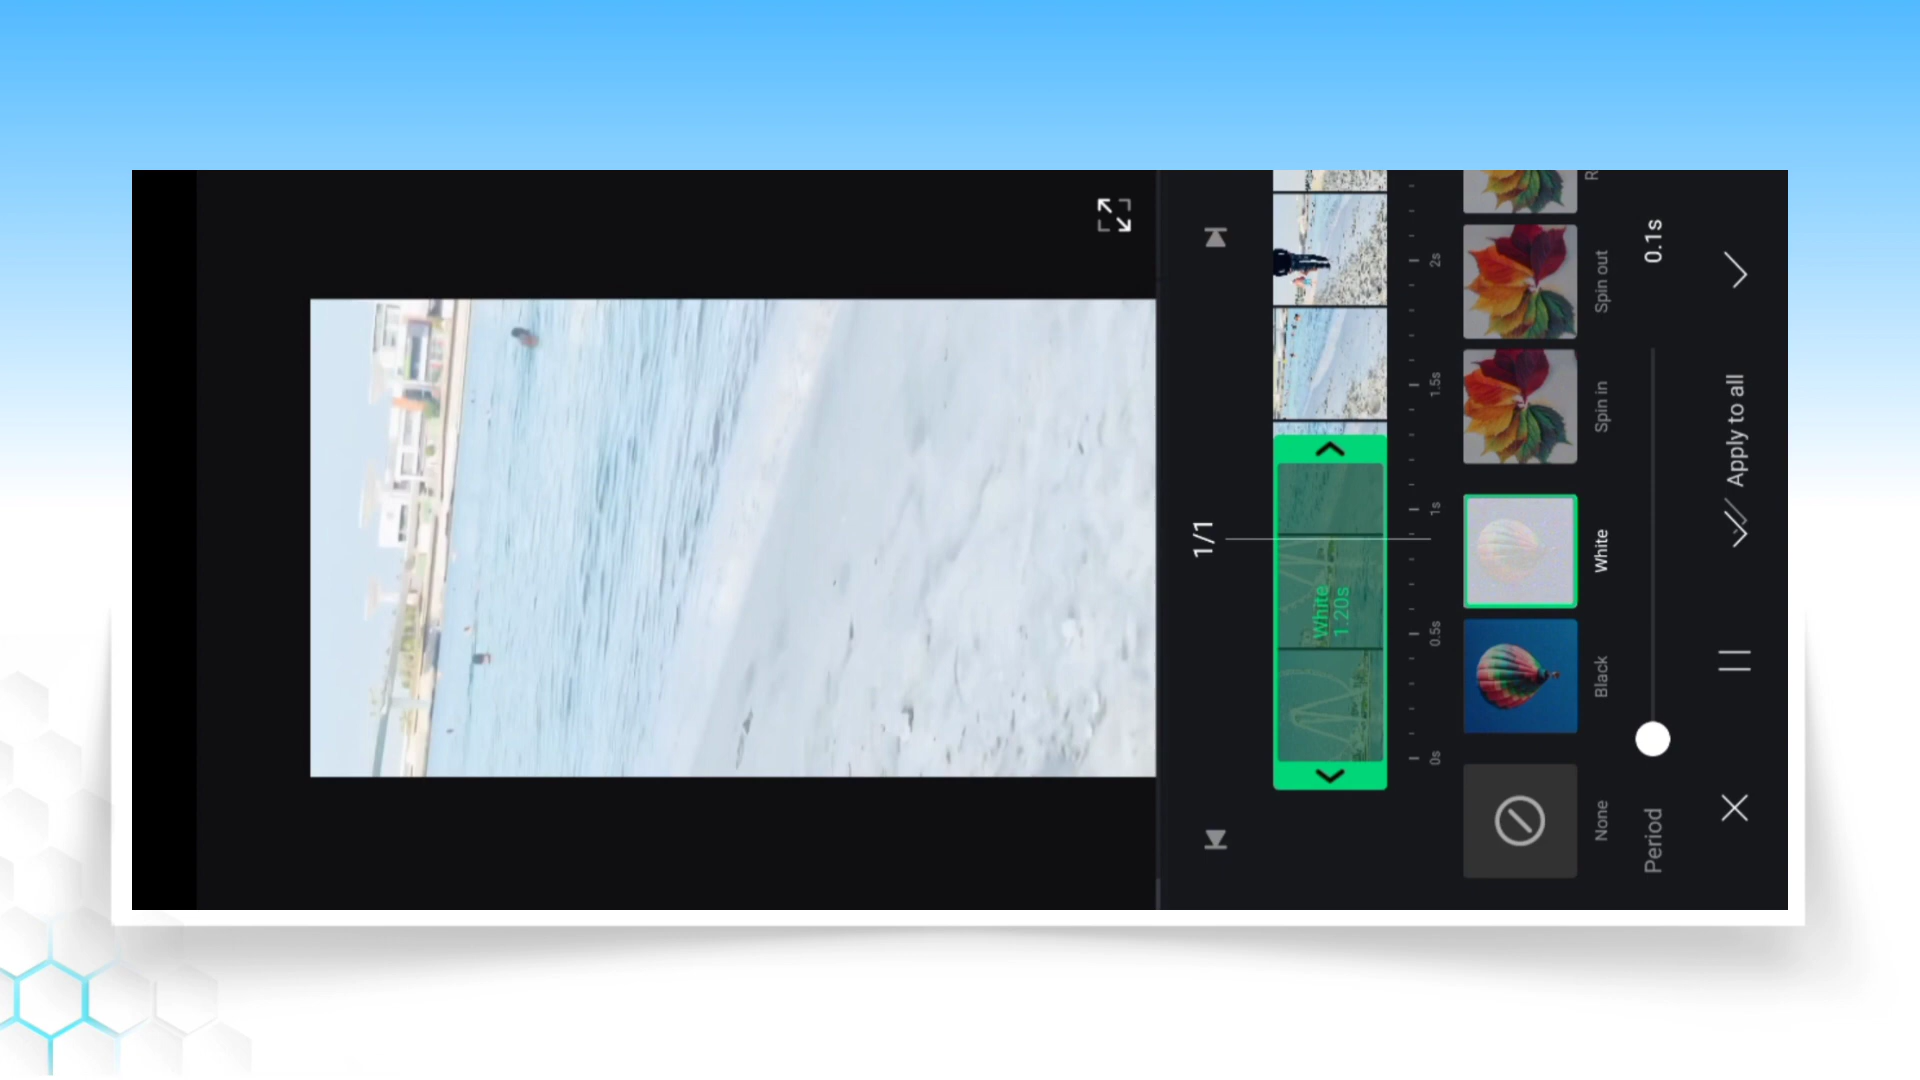 1/1
White
1.20s
0s
0.5s
1s
1.5s
2s
None
Black
White
Spin in
Spin out
R
Period
0.1s
Apply to all